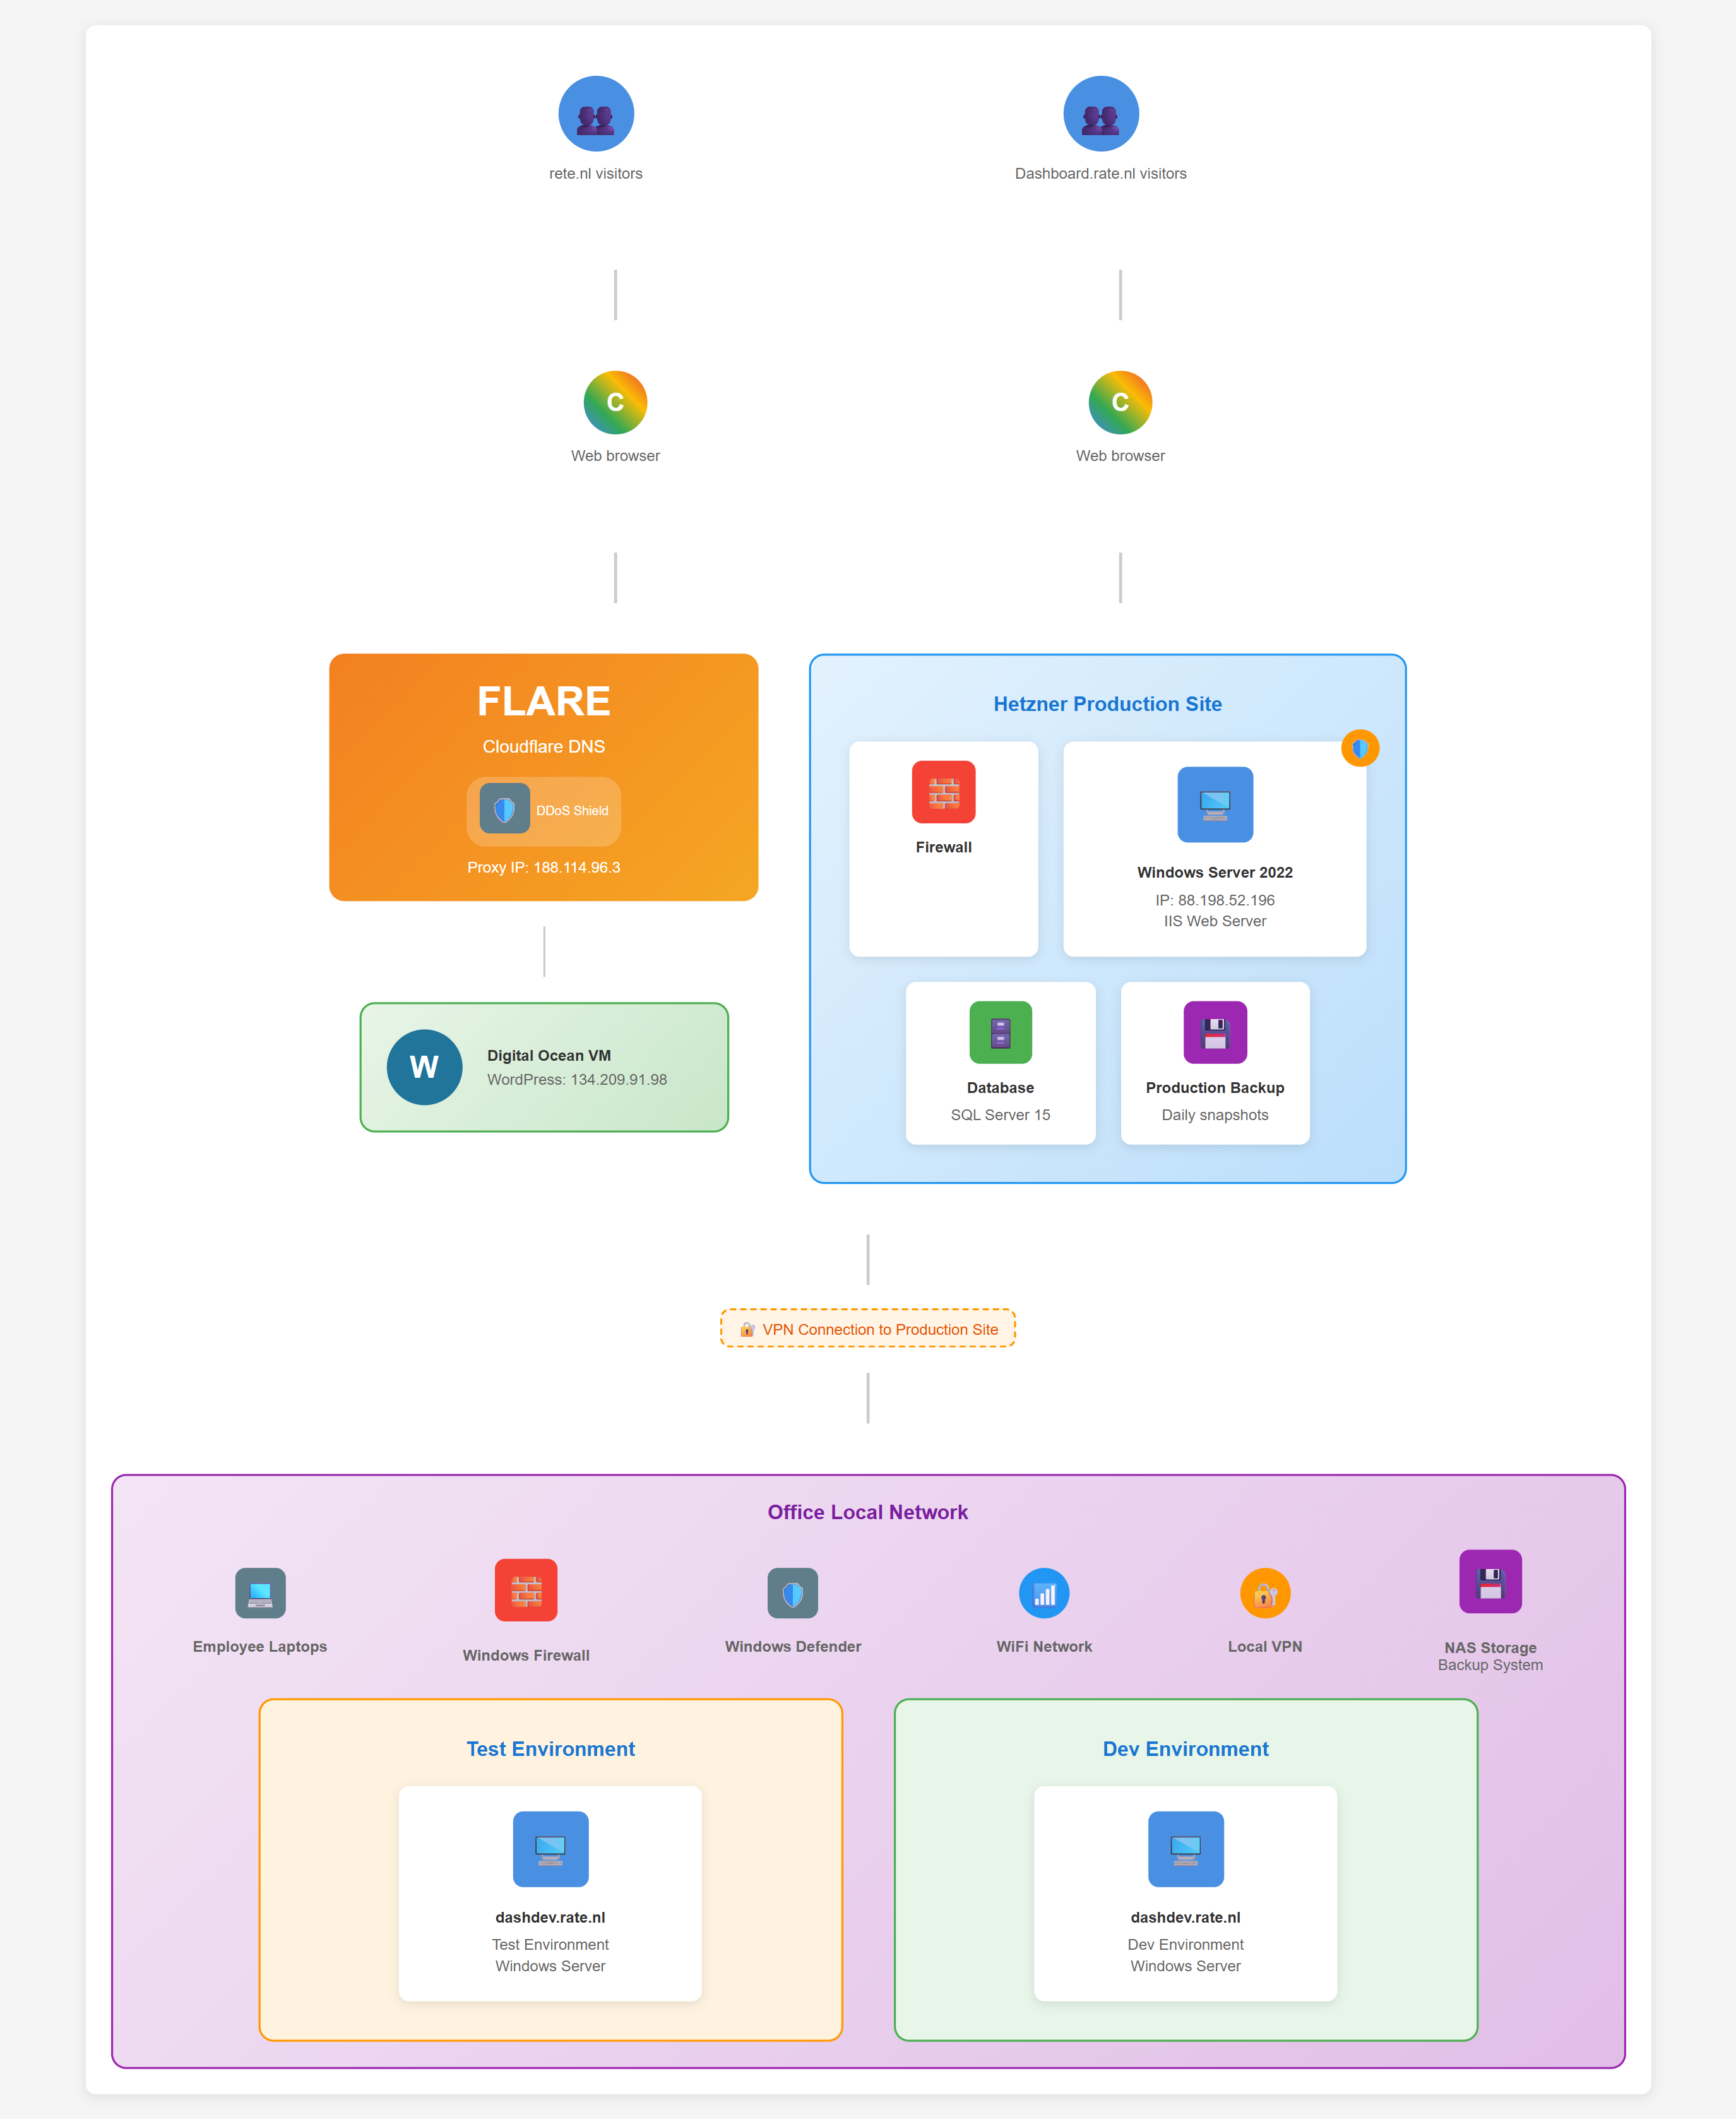 rete.nl visitors
Dashboard.rate.nl visitors
C
Web browser
C
Web browser
FLARE
Cloudflare DNS
DDoS Shield
Proxy IP: 188.114.96.3
W
Digital Ocean VM
WordPress: 134.209.91.98
Hetzner Production Site
Firewall
Windows Server 2022
IP: 88.198.52.196
IIS Web Server
Database
SQL Server 15
Production Backup
Daily snapshots
VPN Connection to Production Site
Office Local Network
Employee Laptops
Windows Firewall
Windows Defender
WiFi Network
Local VPN
NAS Storage
Backup System
Test Environment
dashdev.rate.nl
Test Environment
Windows Server
Dev Environment
dashdev.rate.nl
Dev Environment
Windows Server